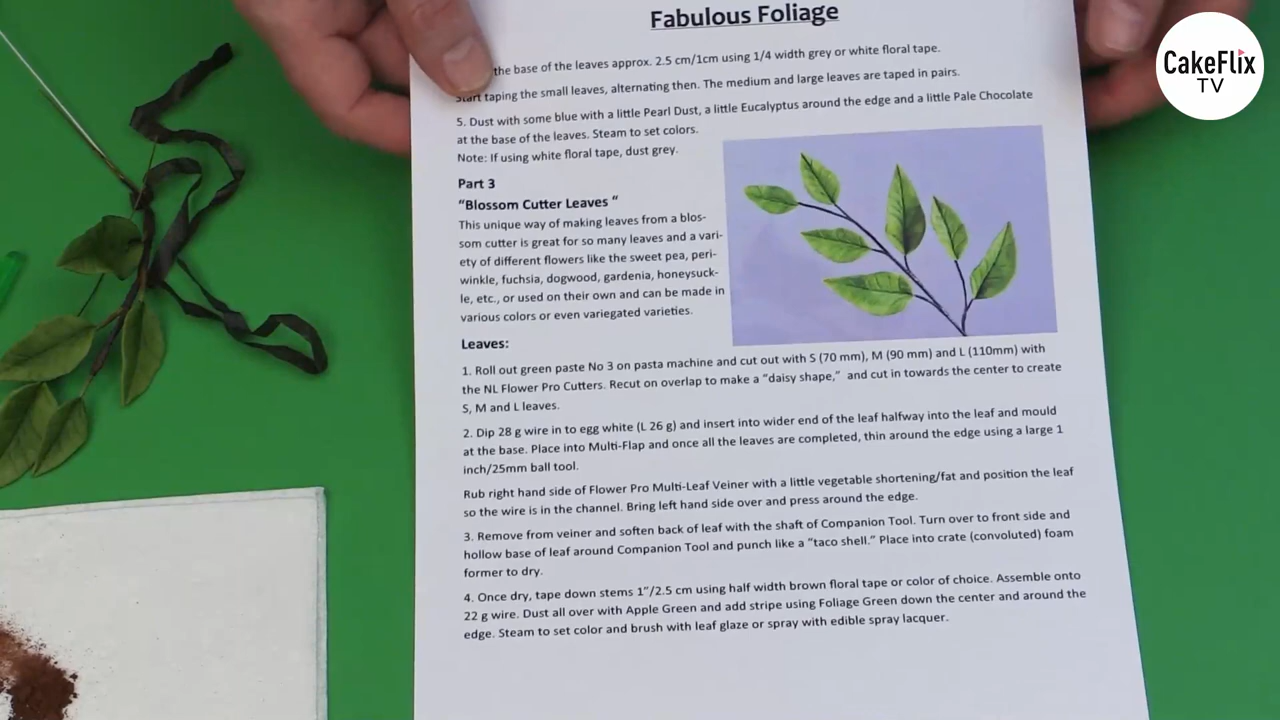 Fabulous Foliage
CakeFlix
TV
the base of the leaves approx. 2.5 cm/1cm using 1/4 width grey or white floral tape.
Start taping the small leaves, alternating then. The medium and large leaves are taped in pairs.
5. Dust with some blue with a little Pearl Dust, a little Eucalyptus around the edge and a little Pale Chocolate
at the base of the leaves. Steam to set colors.
Note: If using white floral tape, dust grey.
Part 3
"Blossom Cutter Leaves "
This unique way of making leaves from a blos-
som cutter is great for so many leaves and a vari-
ety of different flowers like the sweet pea, peri-
winkle, fuchsia, dogwood, gardenia, honeysuck-
le, etc., or used on their own and can be made in
various colors or even variegated varieties.
Leaves:
1. Roll out green paste No 3 on pasta machine and cut out with S (70 mm), M (90 mm) and L (110mm) with
the NL Flower Pro Cutters. Recut on overlap to make a "daisy shape,"  and cut in towards the center to create
S, M and L leaves.
2. Dip 28 g wire in to egg white (L 26 g) and insert into wider end of the leaf halfway into the leaf and mould
at the base. Place into Multi-Flap and once all the leaves are completed, thin around the edge using a large 1
inch/25mm ball tool.
Rub right hand side of Flower Pro Multi-Leaf Veiner with a little vegetable shortening/fat and position the leaf
so the wire is in the channel. Bring left hand side over and press around the edge.
3. Remove from veiner and soften back of leaf with the shaft of Companion Tool. Turn over to front side and
hollow base of leaf around Companion Tool and punch like a "taco shell." Place into crate (convoluted) foam
former to dry.
4. Once dry, tape down stems 1"/2.5 cm using half width brown floral tape or color of choice. Assemble onto
22 g wire. Dust all over with Apple Green and add stripe using Foliage Green down the center and around the
edge. Steam to set color and brush with leaf glaze or spray with edible spray lacquer.